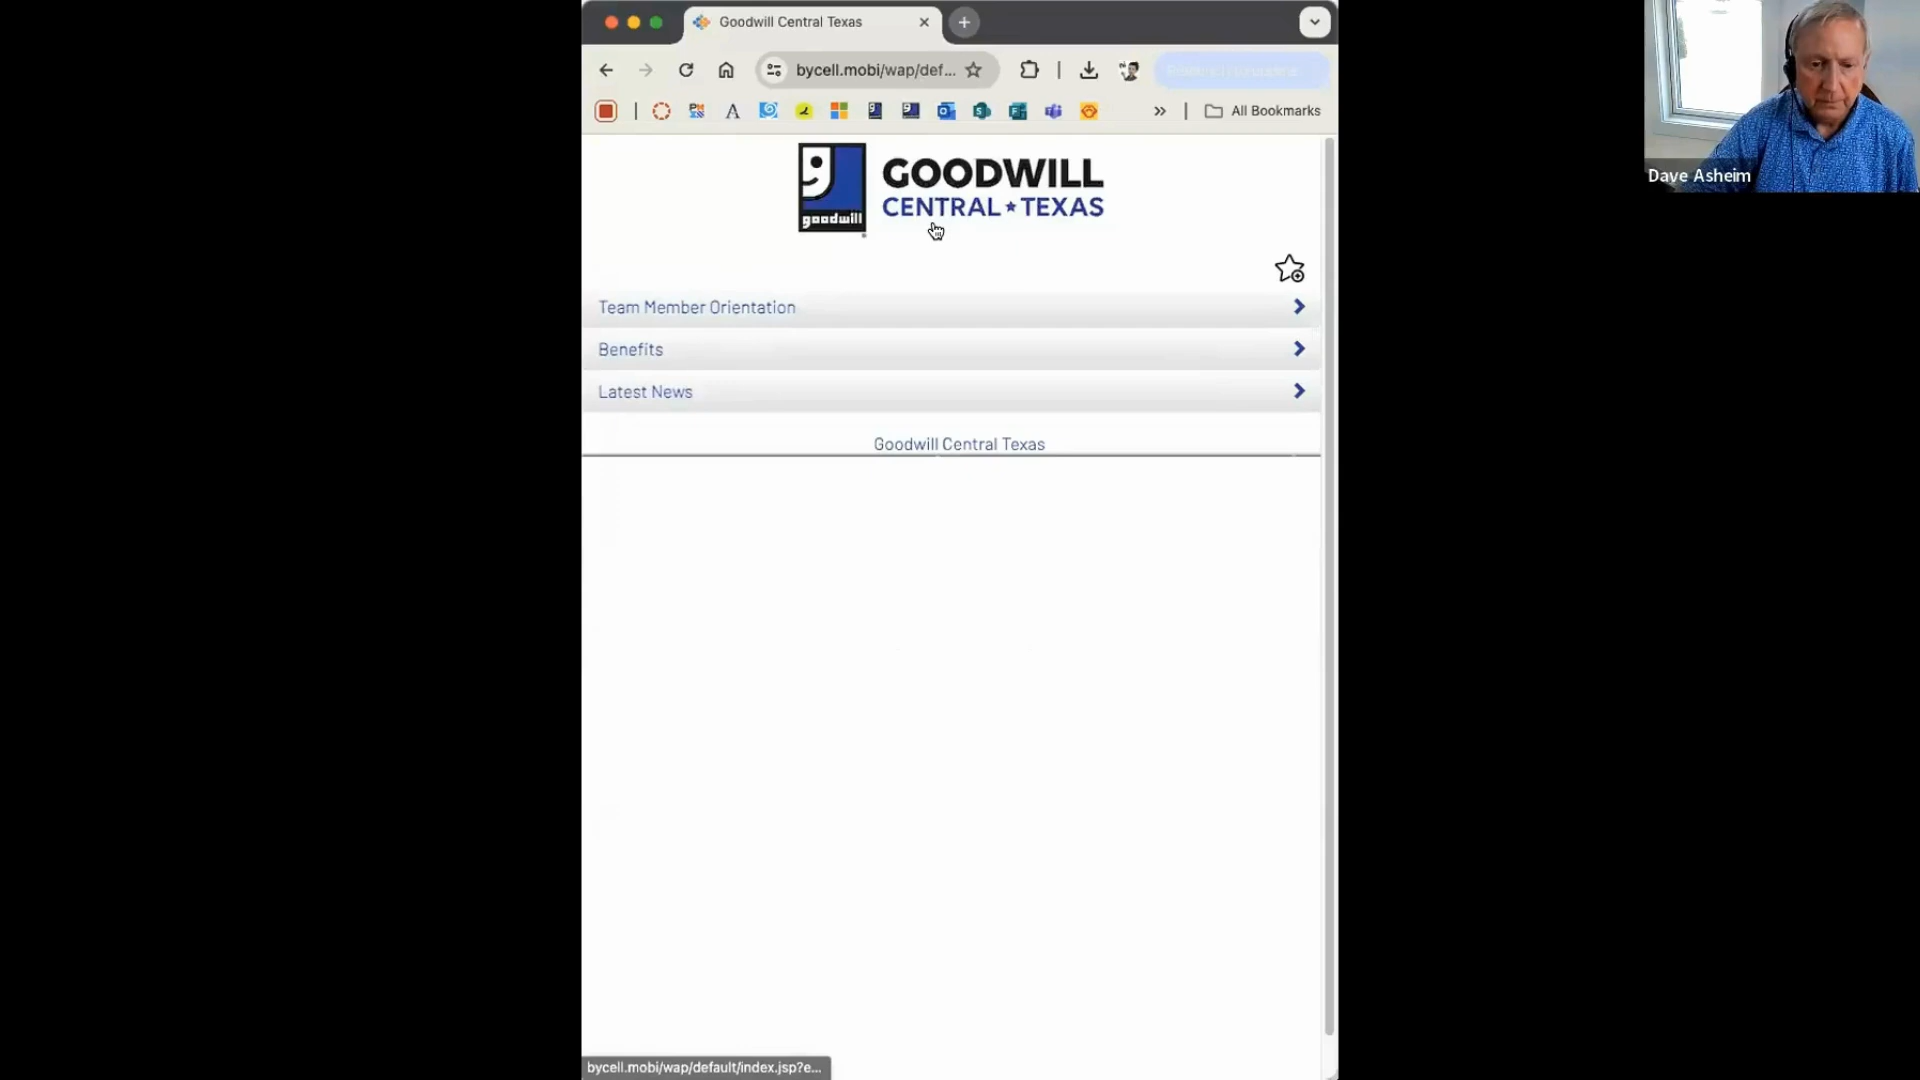 Goodwill Central Texas
bycell.mobi/wap/def...
All Bookmarks
goodwill
GOODWILL
CENTRAL TEXAS
Team Member Orientation
Benefits
Latest News
Goodwill Central Texas
bycell.mobi/wap/default/index.jsp?e...
Dave Asheim